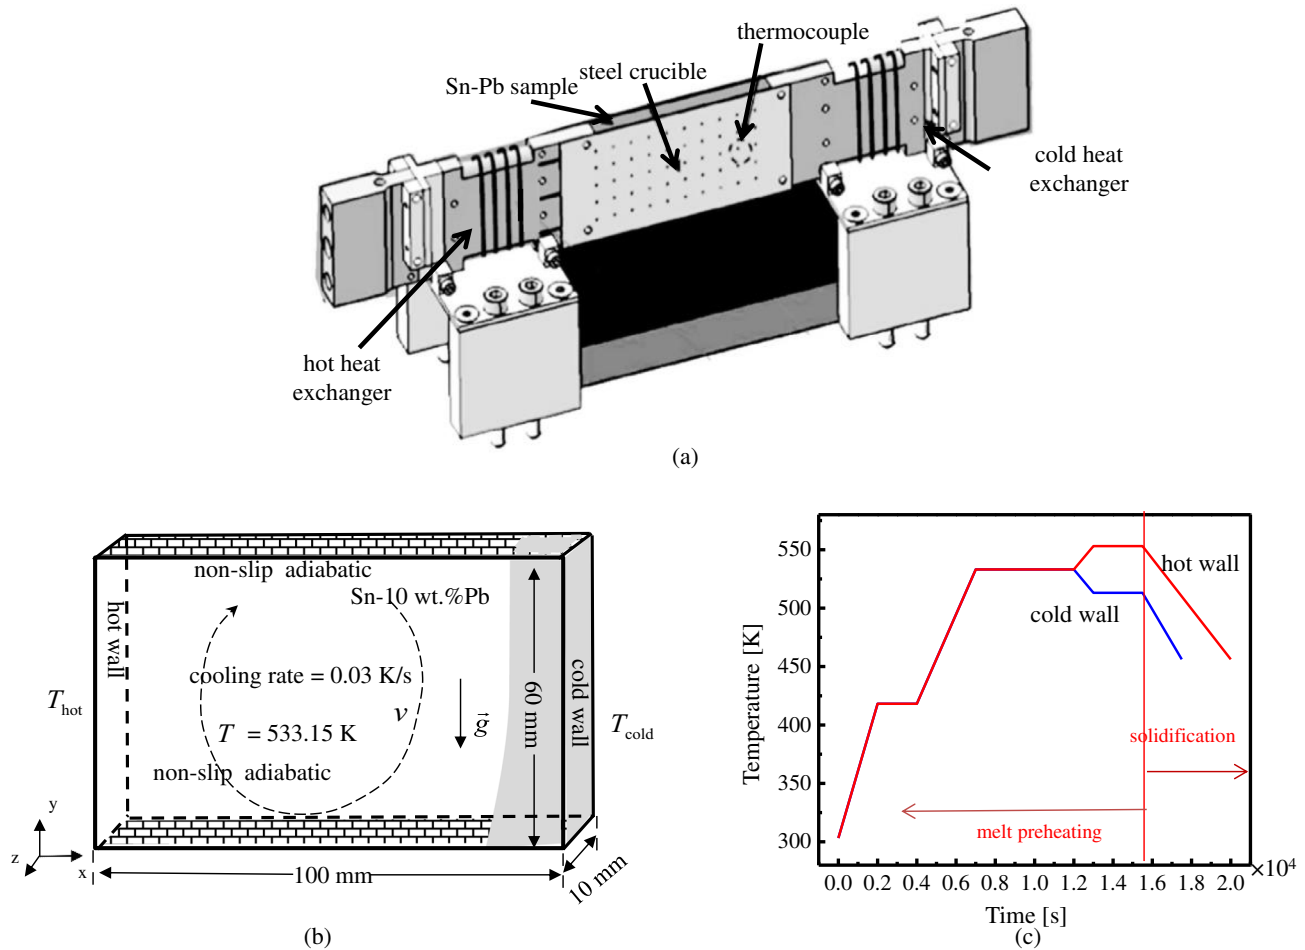 thermocouple
steel crucible
Sn-Pb sample
cold heat
exchanger
hot heat
exchanger
(a)
non-slip adiabatic
Sn-10 wt.%Pb
hot wall
cooling rate = 0.03 K/s
60 mm
cold wall
T_hot
v
g⃗
T_cold
T = 533.15 K
non-slip adiabatic
y
z
x
100 mm
10 mm
(b)
550
500
450
400
350
300
Temperature [K]
hot wall
cold wall
solidification
melt preheating
0.0 0.2 0.4 0.6 0.8 1.0 1.2 1.4 1.6 1.8 2.0
×10⁴
Time [s]
(c)